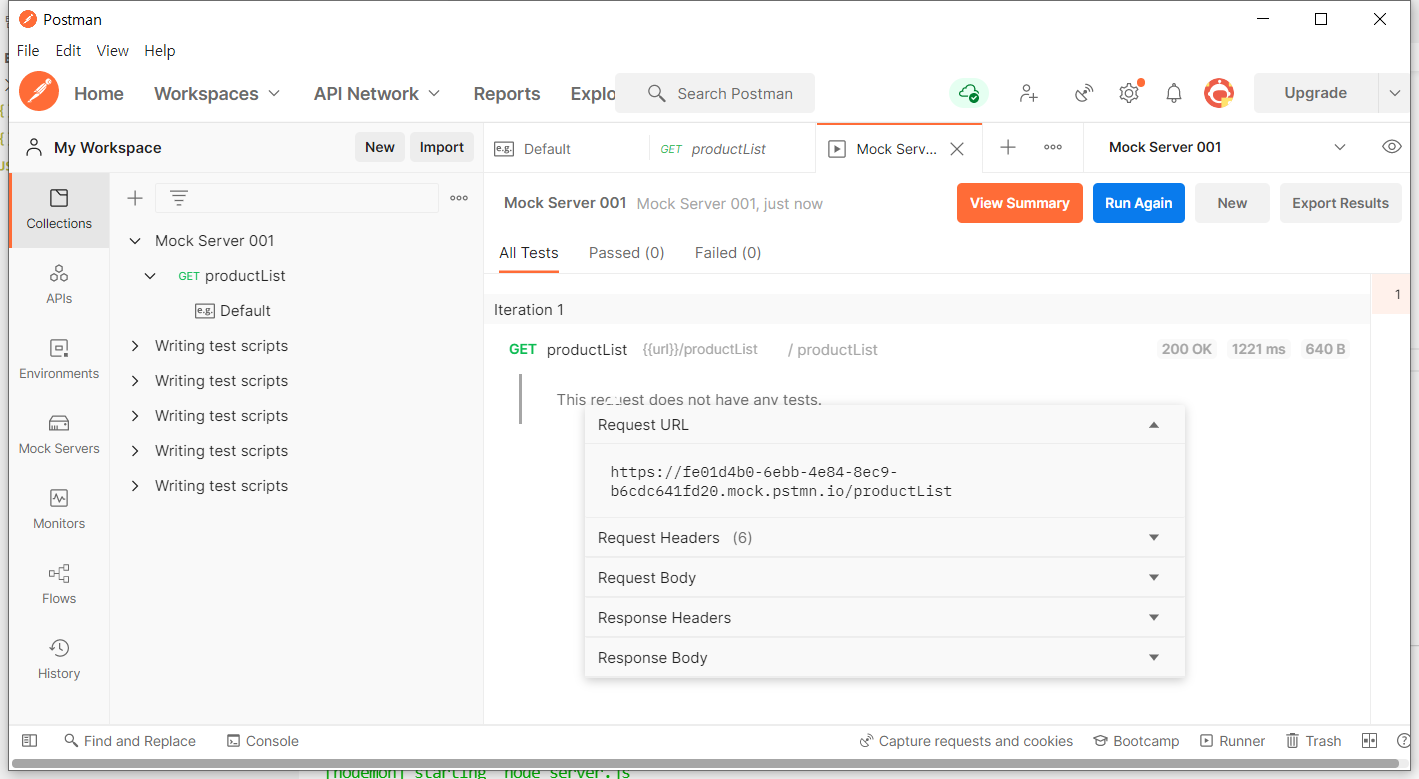 Postman
File Edit View Help
Home Workspaces API Network Reports Explo Search Postman Upgrade
My Workspace New Import
e.g. Default GET productList Mock Serv... Mock Server 001
Collections
APIs
Environments
Mock Servers
Monitors
Flows
History
Mock Server 001
GET productList
e.g. Default
Writing test scripts
Writing test scripts
Writing test scripts
Writing test scripts
Writing test scripts
Mock Server 001 Mock Server 001, just now View Summary Run Again New Export Results
All Tests Passed (0) Failed (0)
Iteration 1
1
GET productList {{url}}/productList / productList 200 OK 1221 ms 640 B
This request does not have any tests.
Request URL
https://fe01d4b0-6ebb-4e84-8ec9-
b6cdc641fd20.mock.pstmn.io/productList
Request Headers (6)
Request Body
Response Headers
Response Body
Find and Replace Console Capture requests and cookies Bootcamp Runner Trash
[nodemon] starting `node server.js`